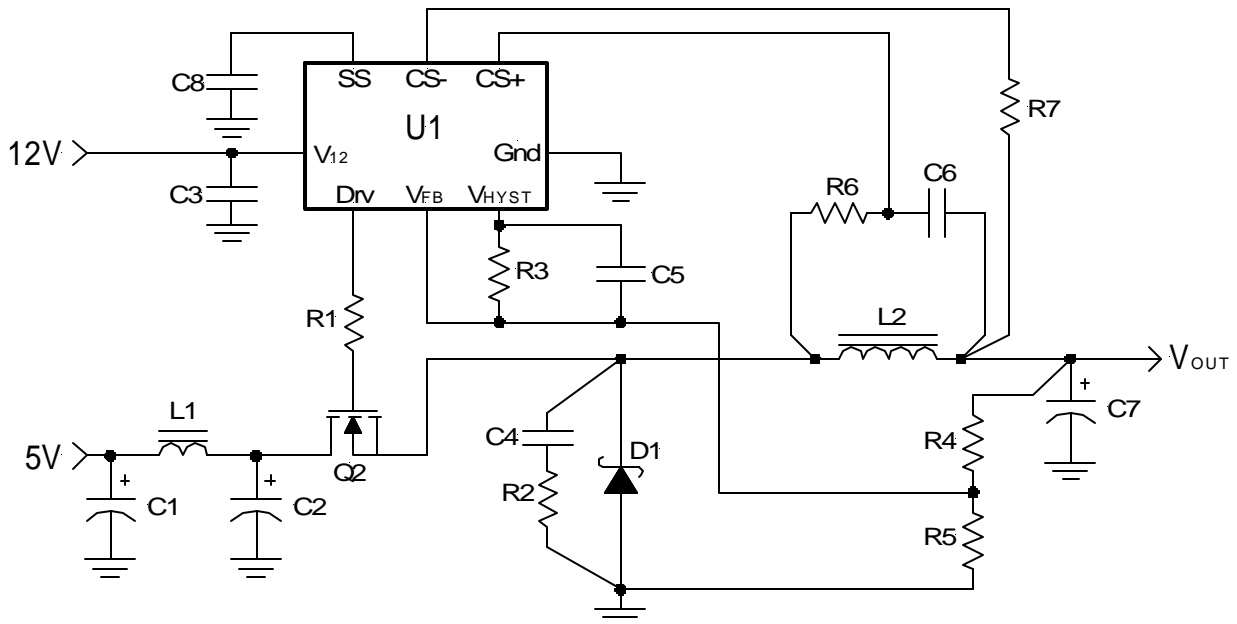 SS CS- CS+
C8
R7
U1
12V
V12
Gnd
C3
Drv VFB VHYST
R6
C6
R3
C5
R1
L2
VOUT
L1
+
C7
C4
R4
5V
D1
+
+
Q2
R2
C1
C2
R5